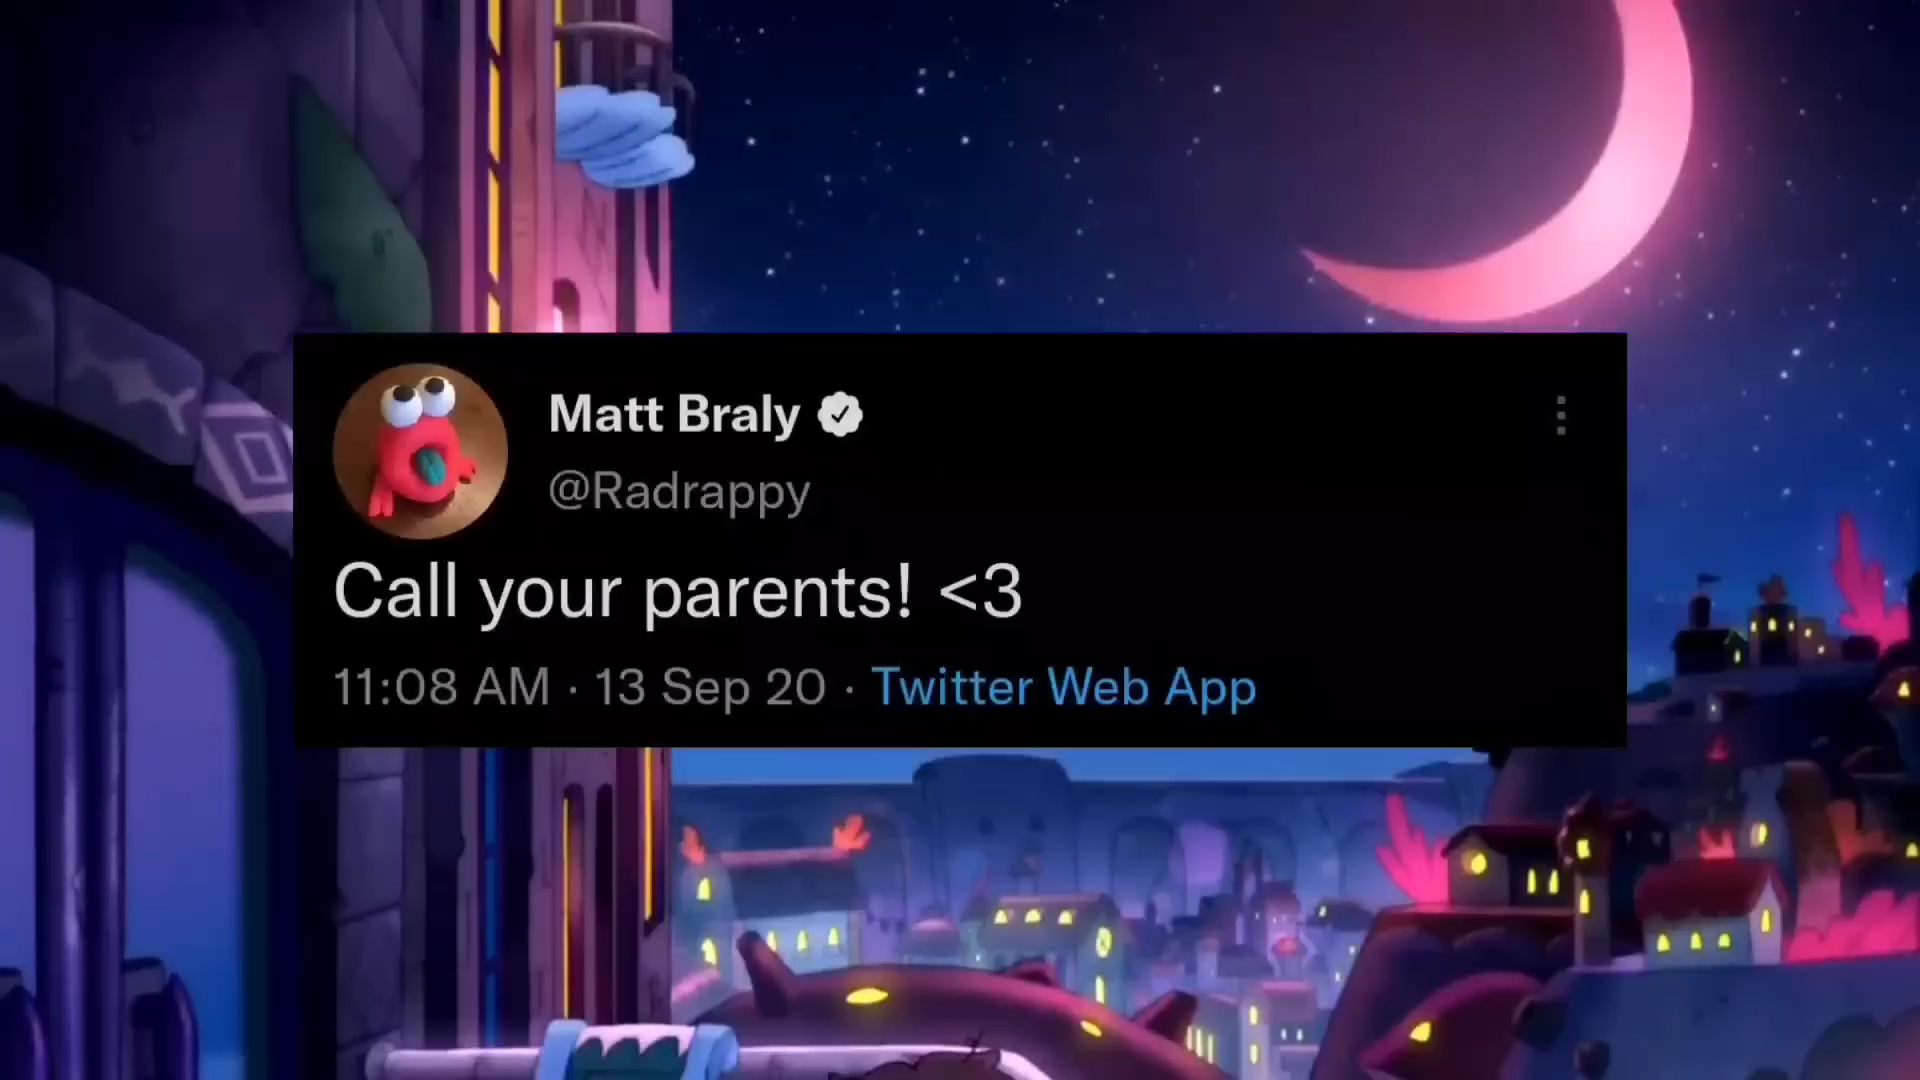 Matt Braly
@Radrappy
Call your parents! <3
11:08 AM · 13 Sep 20 · Twitter Web App